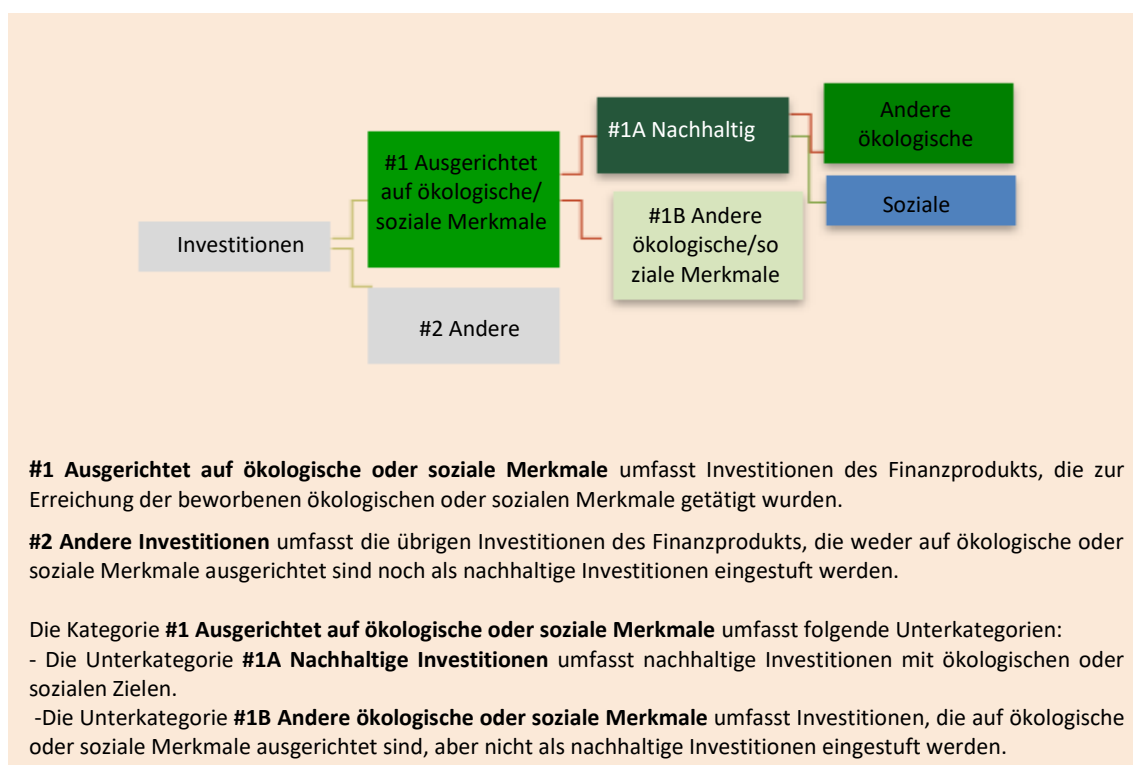 Investitionen
#1 Ausgerichtet
auf ökologische/
soziale Merkmale
#2 Andere
#1A Nachhaltig
#1B Andere
ökologische/so
ziale Merkmale
Andere
ökologische
Soziale
#1 Ausgerichtet auf ökologische oder soziale Merkmale umfasst Investitionen des Finanzprodukts, die zur
Erreichung der beworbenen ökologischen oder sozialen Merkmale getätigt wurden.
#2 Andere Investitionen umfasst die übrigen Investitionen des Finanzprodukts, die weder auf ökologische oder
soziale Merkmale ausgerichtet sind noch als nachhaltige Investitionen eingestuft werden.
Die Kategorie #1 Ausgerichtet auf ökologische oder soziale Merkmale umfasst folgende Unterkategorien:
- Die Unterkategorie #1A Nachhaltige Investitionen umfasst nachhaltige Investitionen mit ökologischen oder
sozialen Zielen.
-Die Unterkategorie #1B Andere ökologische oder soziale Merkmale umfasst Investitionen, die auf ökologische
oder soziale Merkmale ausgerichtet sind, aber nicht als nachhaltige Investitionen eingestuft werden.